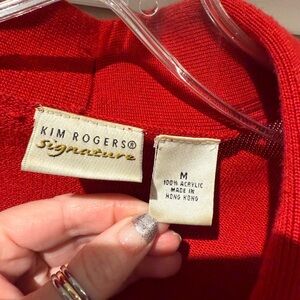 KIM ROGERS®
Signature
M
100% ACRYLIC
MADE IN
HONG KONG